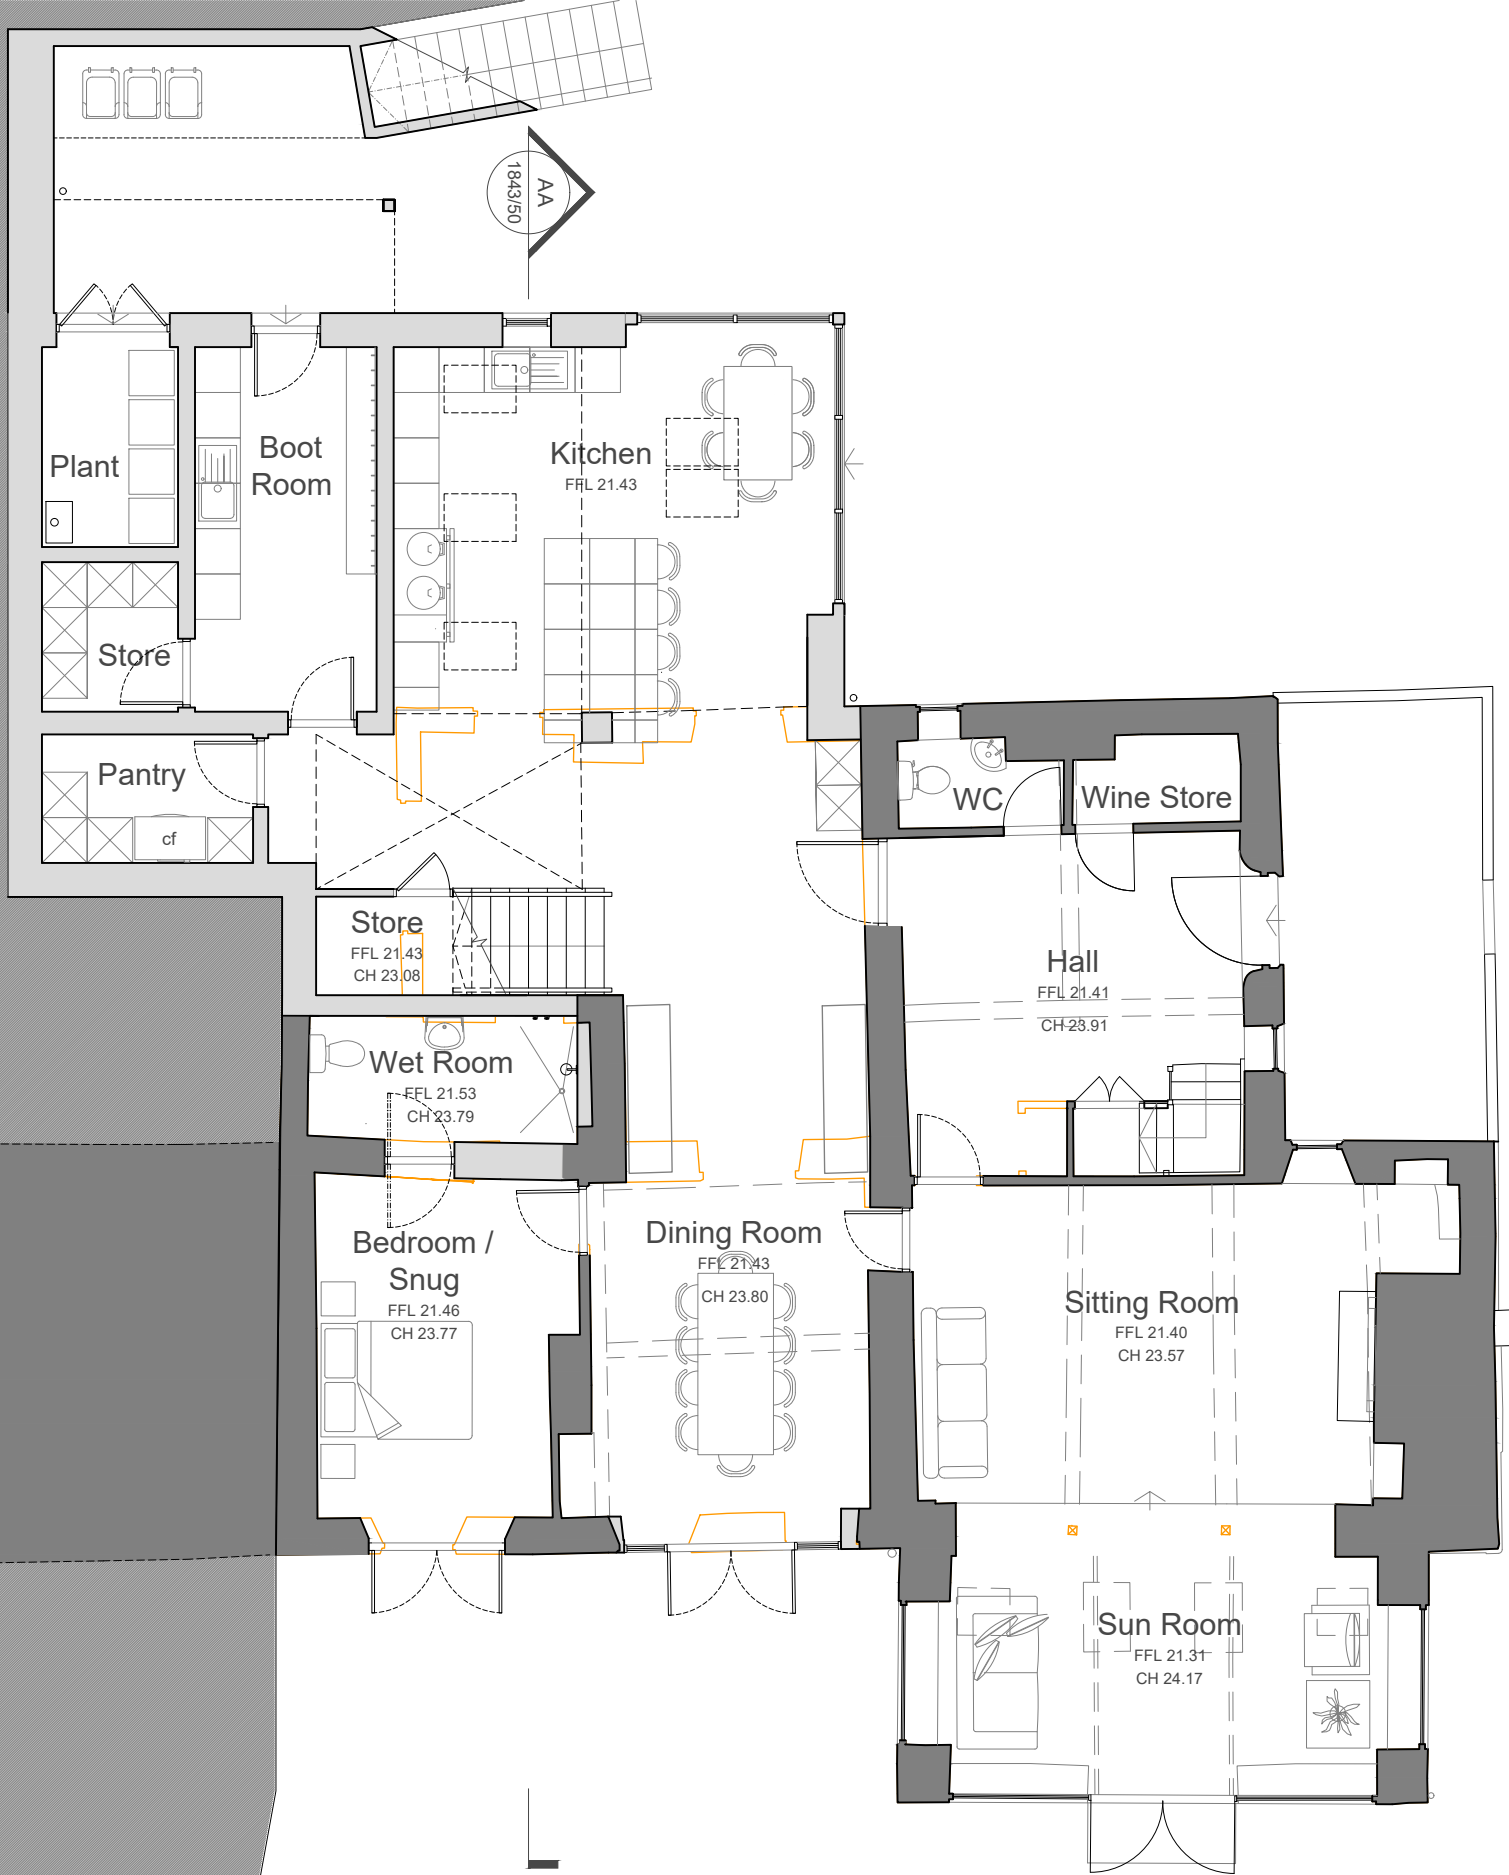 AA
1843/50
Plant
Boot
Room
Kitchen
FFL 21.43
Store
Pantry
cf
WC
Wine Store
Store
FFL 21.43
CH 23.08
Hall
FFL 21.41
CH 23.91
Wet Room
FFL 21.53
CH 23.79
Bedroom /
Snug
FFL 21.46
CH 23.77
Dining Room
FFL 21.43
CH 23.80
Sitting Room
FFL 21.40
CH 23.57
Sun Room
FFL 21.31
CH 24.17